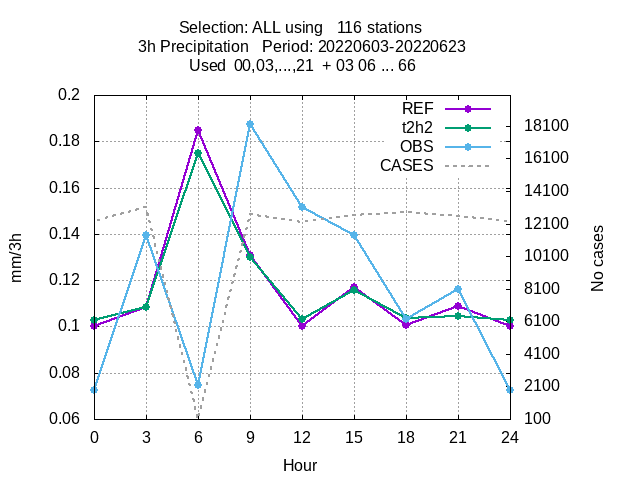 Selection: ALL using   116 stations
3h Precipitation   Period: 20220603-20220623
Used  00,03,...,21  + 03 06 ... 66
0.2
0.18
0.16
0.14
0.12
0.1
0.08
0.06
mm/3h
REF
t2h2
OBS
CASES
18100
16100
14100
12100
10100
8100
6100
4100
2100
100
No cases
0 3 6 9 12 15 18 21 24
Hour